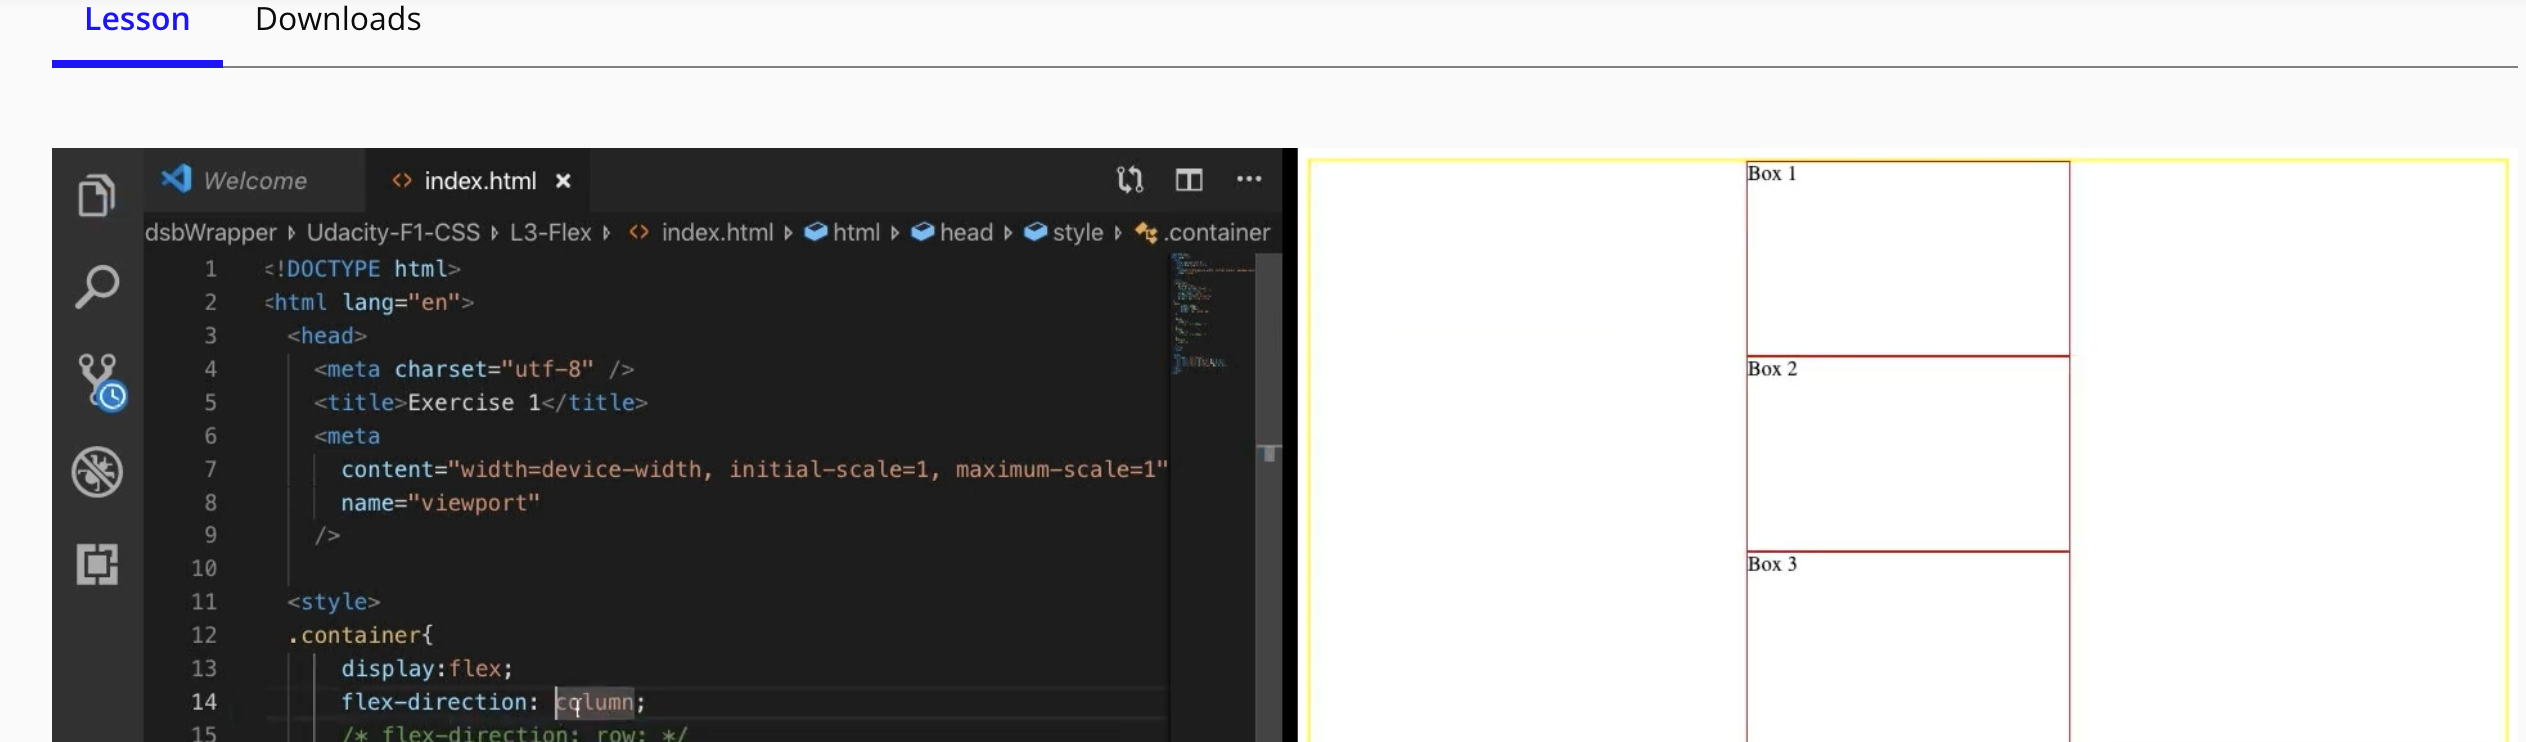 Lesson Downloads
Welcome index.html
dsbWrapper Udacity-F1-CSS L3-Flex index.html html head style .container
1 <!DOCTYPE html>
2 <html lang="en">
3 <head>
4 <meta charset="utf-8" />
5 <title>Exercise 1</title>
6 <meta
7 content="width=device-width, initial-scale=1, maximum-scale=1"
8 name="viewport"
9 />
10
11 <style>
12 .container{
13 display:flex;
14 flex-direction: column;
15 /* flex-direction: row; */
Box 1
Box 2
Box 3